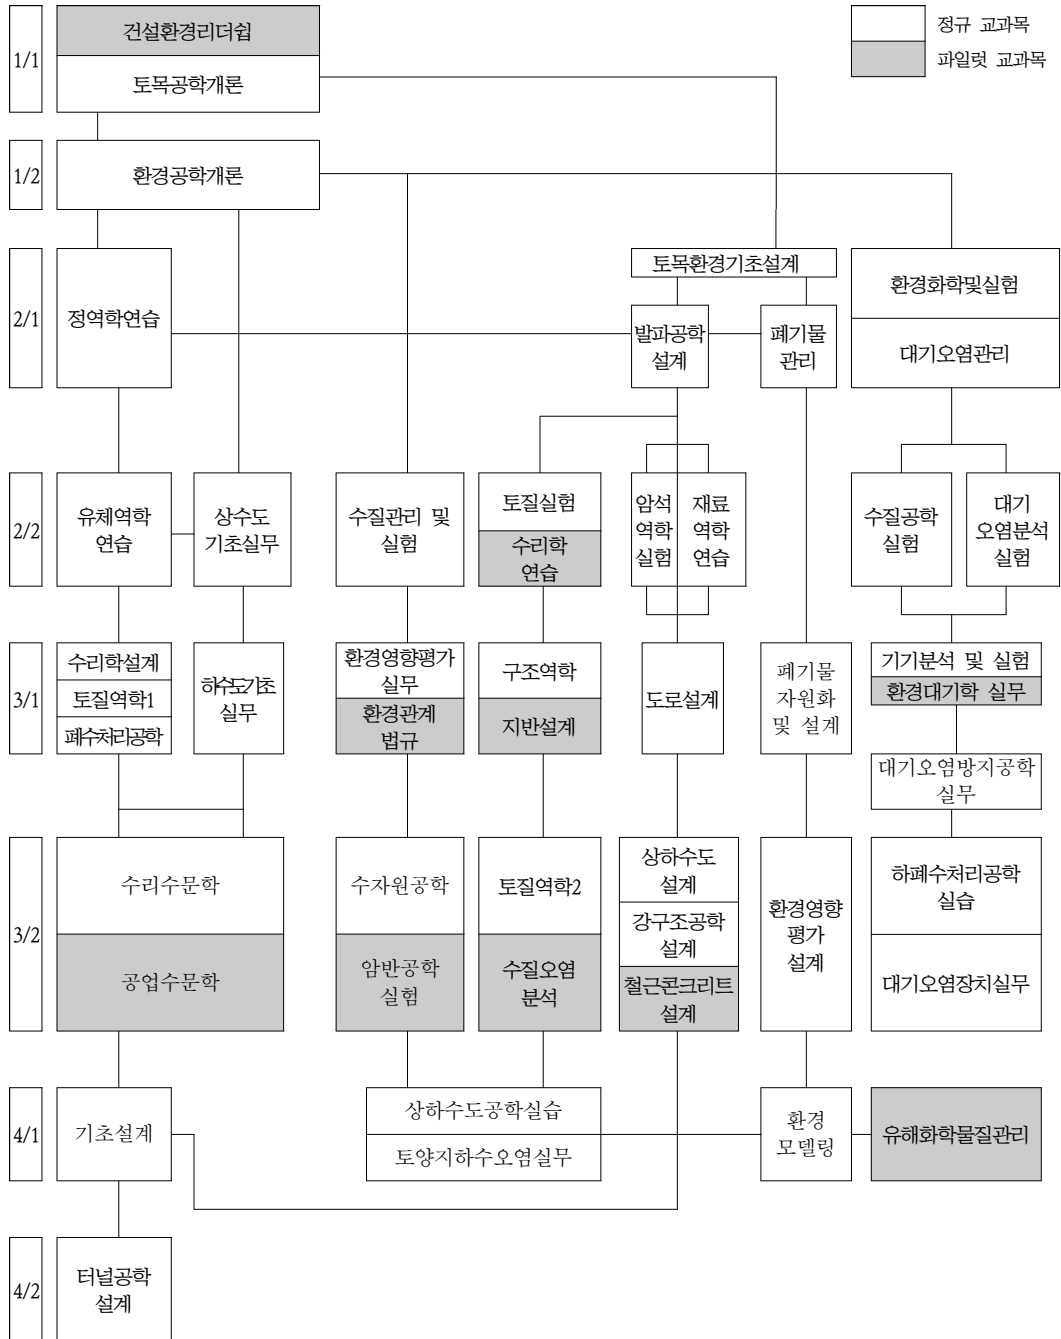 1/1
건설환경리더쉽
토목공학개론
정규 교과목
파일럿 교과목
1/2
환경공학개론
2/1
정역학연습
토목환경기초설계
발파공학
설계
폐기물
관리
환경화학및실험
대기오염관리
2/2
유체역학
연습
상수도
기초실무
수질관리 및
실험
토질실험
수리학
연습
암석
역학
실험
재료
역학
연습
수질공학
실험
대기
오염분석
실험
3/1
수리학설계
토질역학1
폐수처리공학
하수도기초
실무
환경영향평가
실무
환경관계
법규
구조역학
지반설계
도로설계
폐기물
자원화
및 설계
기기분석 및 실험
환경대기학 실무
대기오염방지공학
실무
3/2
수리수문학
공업수문학
수자원공학
암반공학
실험
토질역학2
수질오염
분석
상하수도
설계
강구조공학
설계
철근콘크리트
설계
환경영향
평가
설계
하폐수처리공학
실습
대기오염장치실무
4/1
기초설계
상하수도공학실습
토양지하수오염실무
환경
모델링
유해화학물질관리
4/2
터널공학
설계